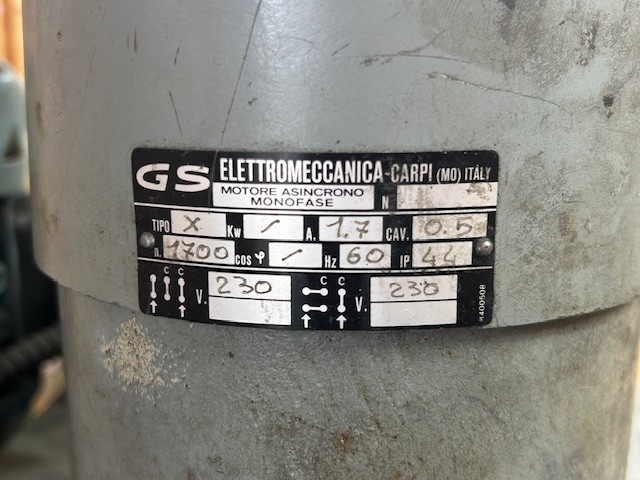 GS ELETTROMECCANICA-CARPI (MO) ITALY
MOTORE ASINCRONO N
MONOFASE
TIPO X Kw / A. 1.7 CAV. 0.5
n. 1700 cos φ / Hz 60 IP 44
C C V. 230 C C V. 230
R400508